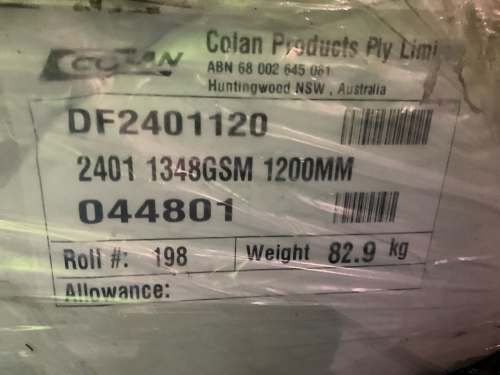 COLAN
Colan Products Pty Limi
ABN 68 002 645 061
Huntingwood NSW , Australia
DF2401120
2401 1348GSM 1200MM
044801
Roll #: 198
Weight 82.9 kg
Allowance: